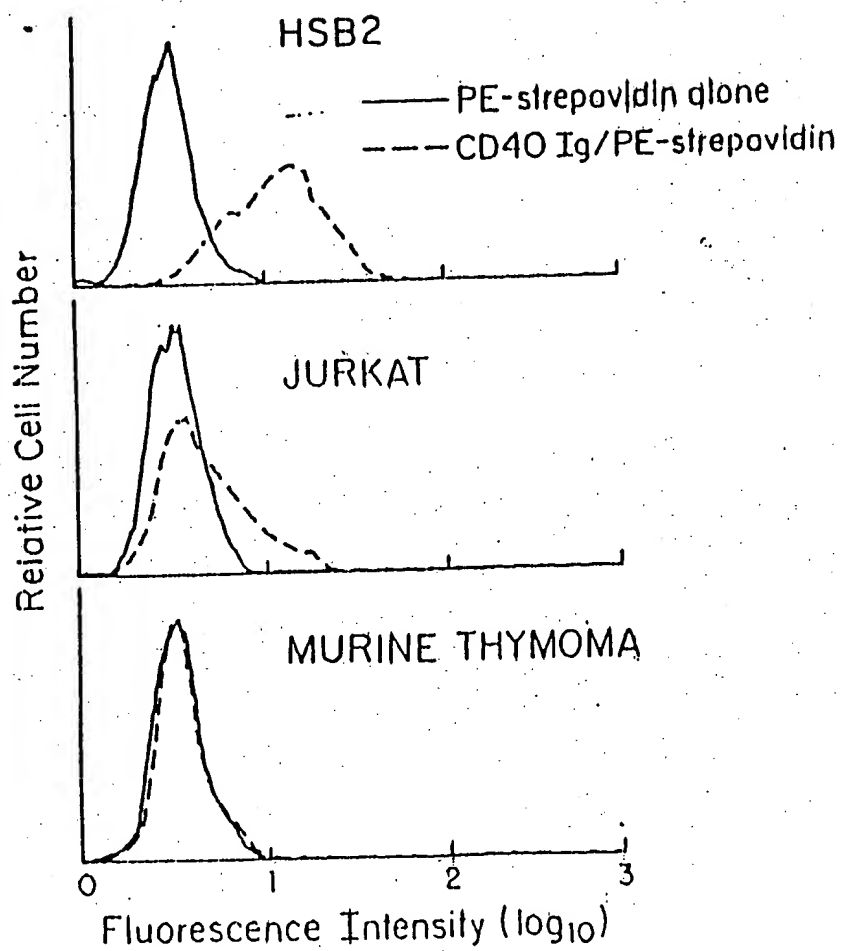 HSB2
PE-strepavidin alone
CD40 Ig/PE-strepavidin
JURKAT
MURINE THYMOMA
Relative Cell Number
0 1 2 3
Fluorescence Intensity (log10)